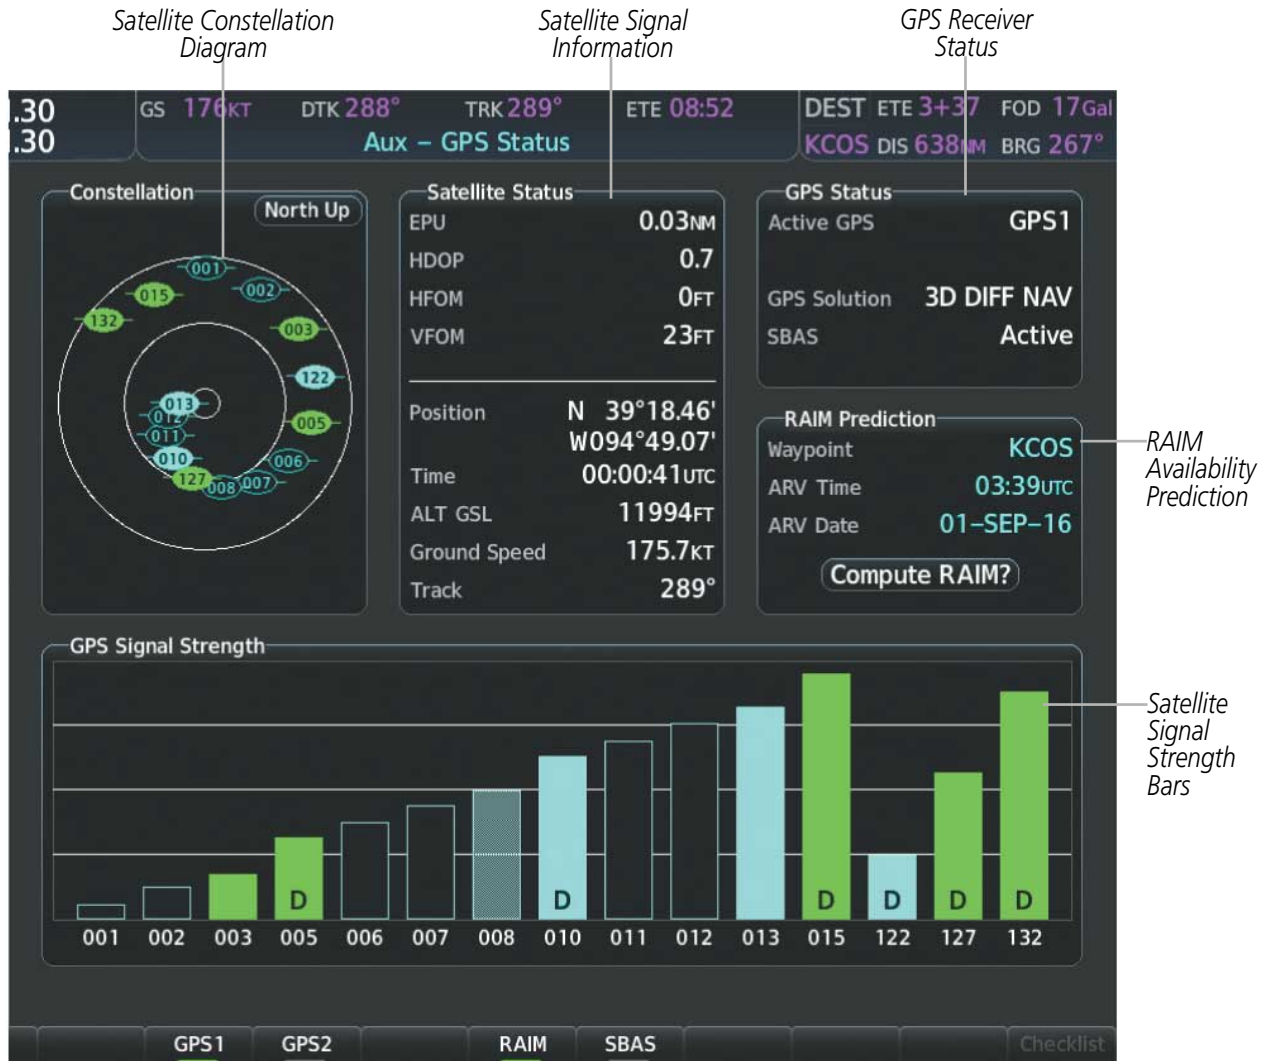 Satellite Constellation
Diagram
Satellite Signal
Information
GPS Receiver
Status
.30
.30
GS 176KT DTK 288° TRK 289° ETE 08:52
Aux – GPS Status
DEST ETE 3+37 FOD 17Gal
KCOS DIS 638NM BRG 267°
Constellation
North Up
001
002
015
132
003
122
013
012
005
011
010
006
127
008
007
Satellite Status
EPU 0.03NM
HDOP 0.7
HFOM 0FT
VFOM 23FT
Position N 39°18.46'
W094°49.07'
Time 00:00:41UTC
ALT GSL 11994FT
Ground Speed 175.7KT
Track 289°
GPS Status
Active GPS GPS1
GPS Solution 3D DIFF NAV
SBAS Active
RAIM Prediction
Waypoint KCOS
ARV Time 03:39UTC
ARV Date 01–SEP–16
Compute RAIM?
RAIM
Availability
Prediction
GPS Signal Strength
D D D D D D
001 002 003 005 006 007 008 010 011 012 013 015 122 127 132
Satellite
Signal
Strength
Bars
GPS1 GPS2 RAIM SBAS Checklist